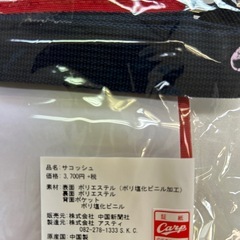 品名:サコッシュ
価格:3,700円+税
素材 表面 ポリエステル(ポリ塩化ビニル加工)
裏面 ポリエステル
背面ポケット
ポリ塩化ビニル
販売元 株式会社 中国新聞社
製造元 株式会社 アスティ
082-278-1333 S.K.C.
原産国 中国製
証紙
Carp